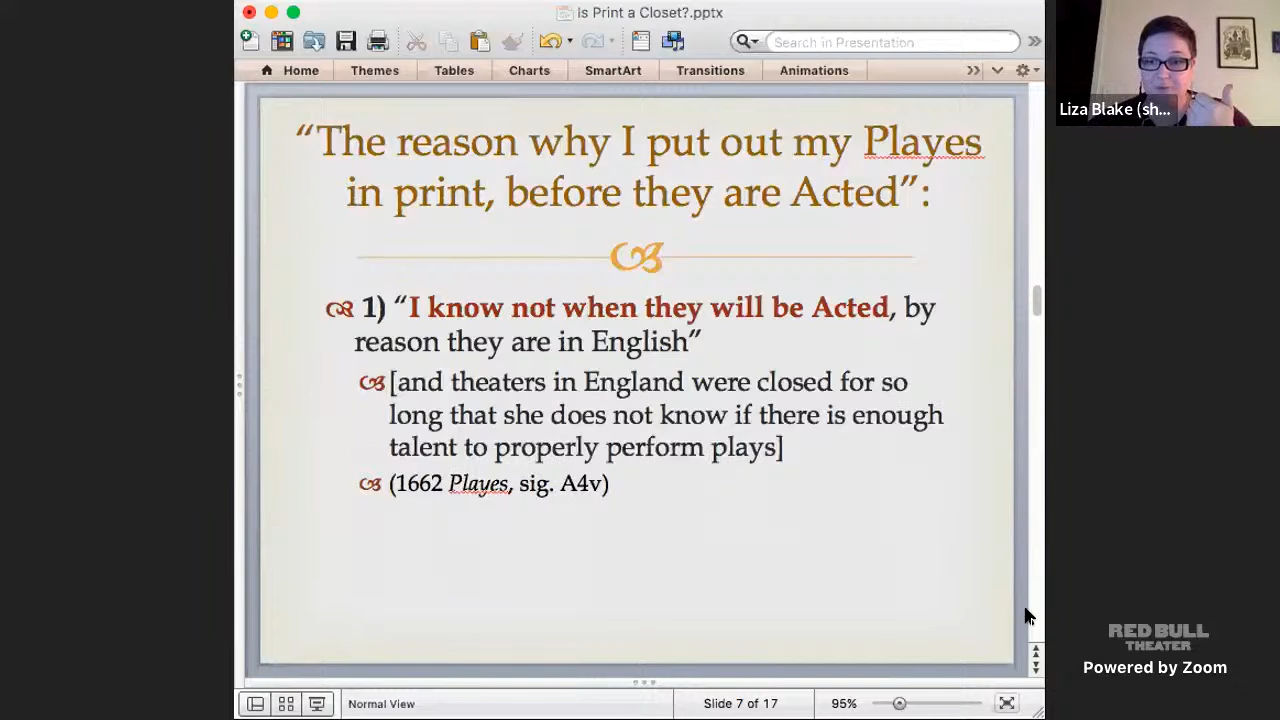 is Print a Closet?.pptx
Search in Presentation
Home Themes Tables Charts SmartArt Transitions Animations
Liza Blake (sh...
“The reason why I put out my Playes
in print, before they are Acted”:
1) “I know not when they will be Acted, by
reason they are in English”
[and theaters in England were closed for so
long that she does not know if there is enough
talent to properly perform plays]
(1662 Playes, sig. A4v)
RED BULL
THEATER
Powered by Zoom
Normal View Slide 7 of 17 95%